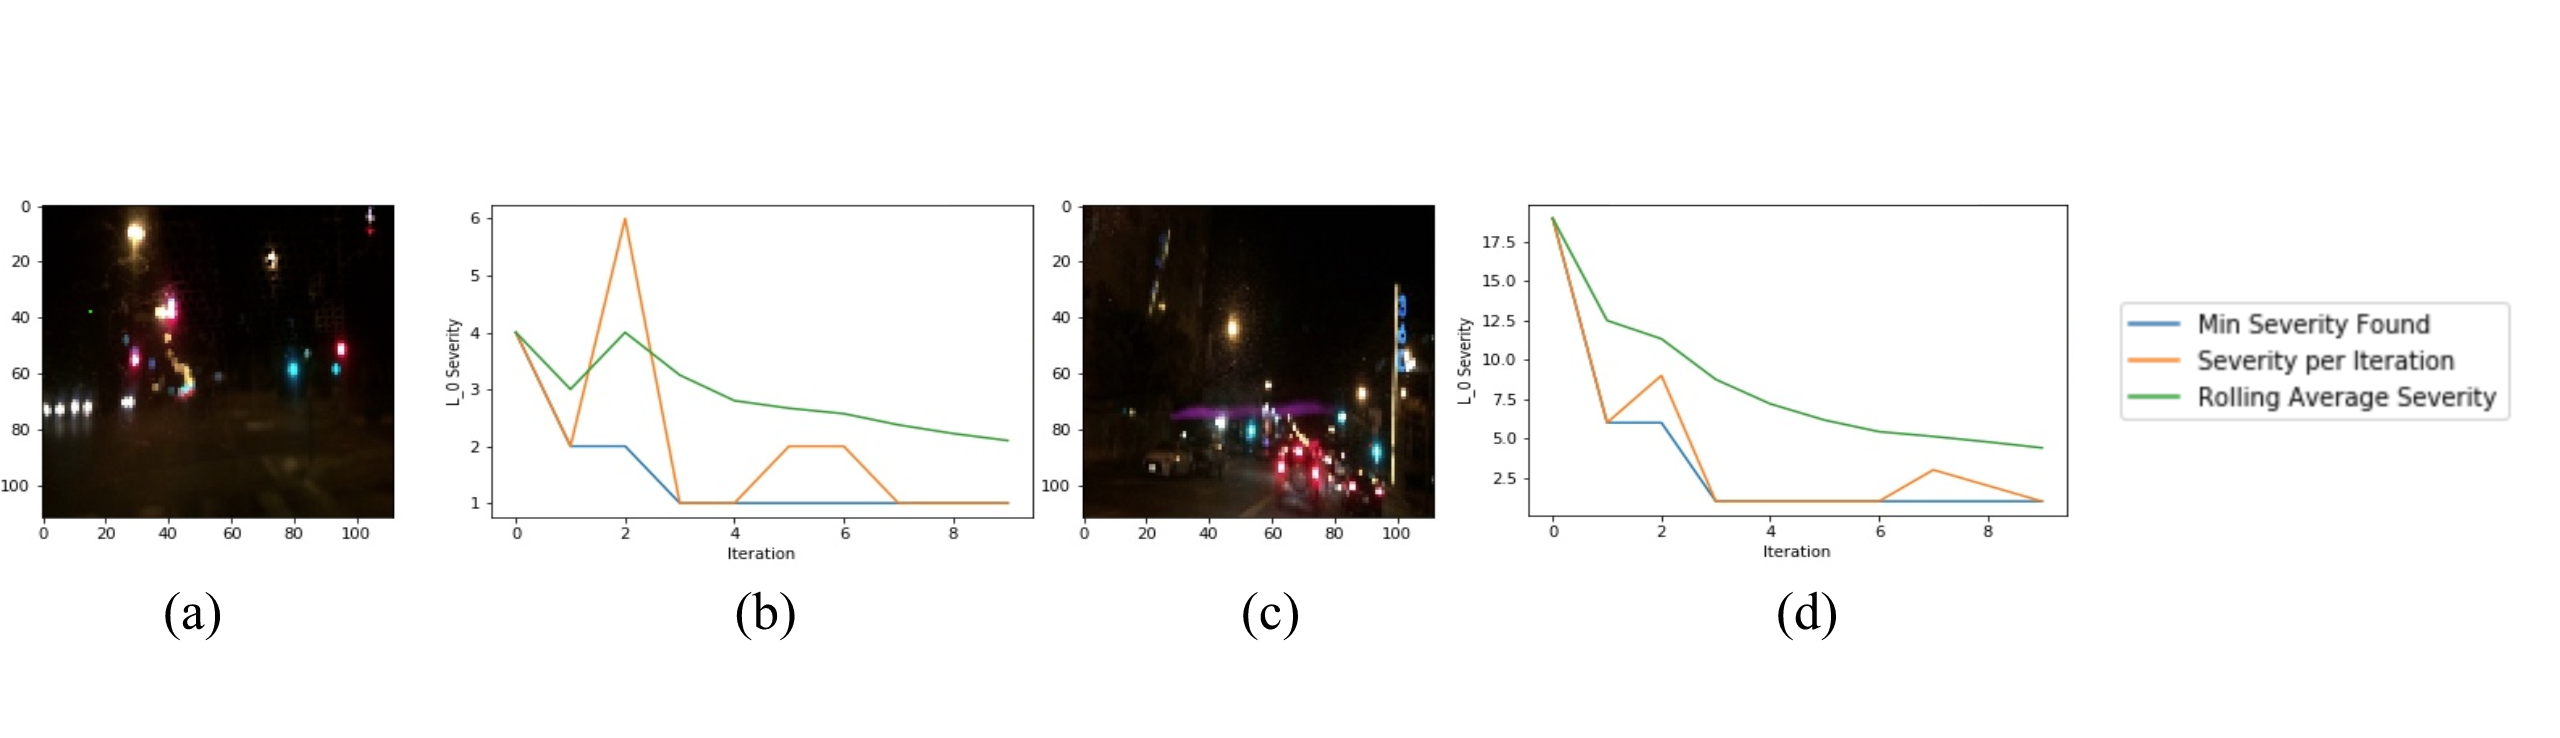 0
20
40
60
80
100
0 20 40 60 80 100
(a)
6
5
4
3
2
1
L_0 Severity
0 2 4 6 8
Iteration
(b)
0
20
40
60
80
100
0 20 40 60 80 100
(c)
17.5
15.0
12.5
10.0
7.5
5.0
2.5
L_0 Severity
0 2 4 6 8
Iteration
(d)
Min Severity Found
Severity per Iteration
Rolling Average Severity